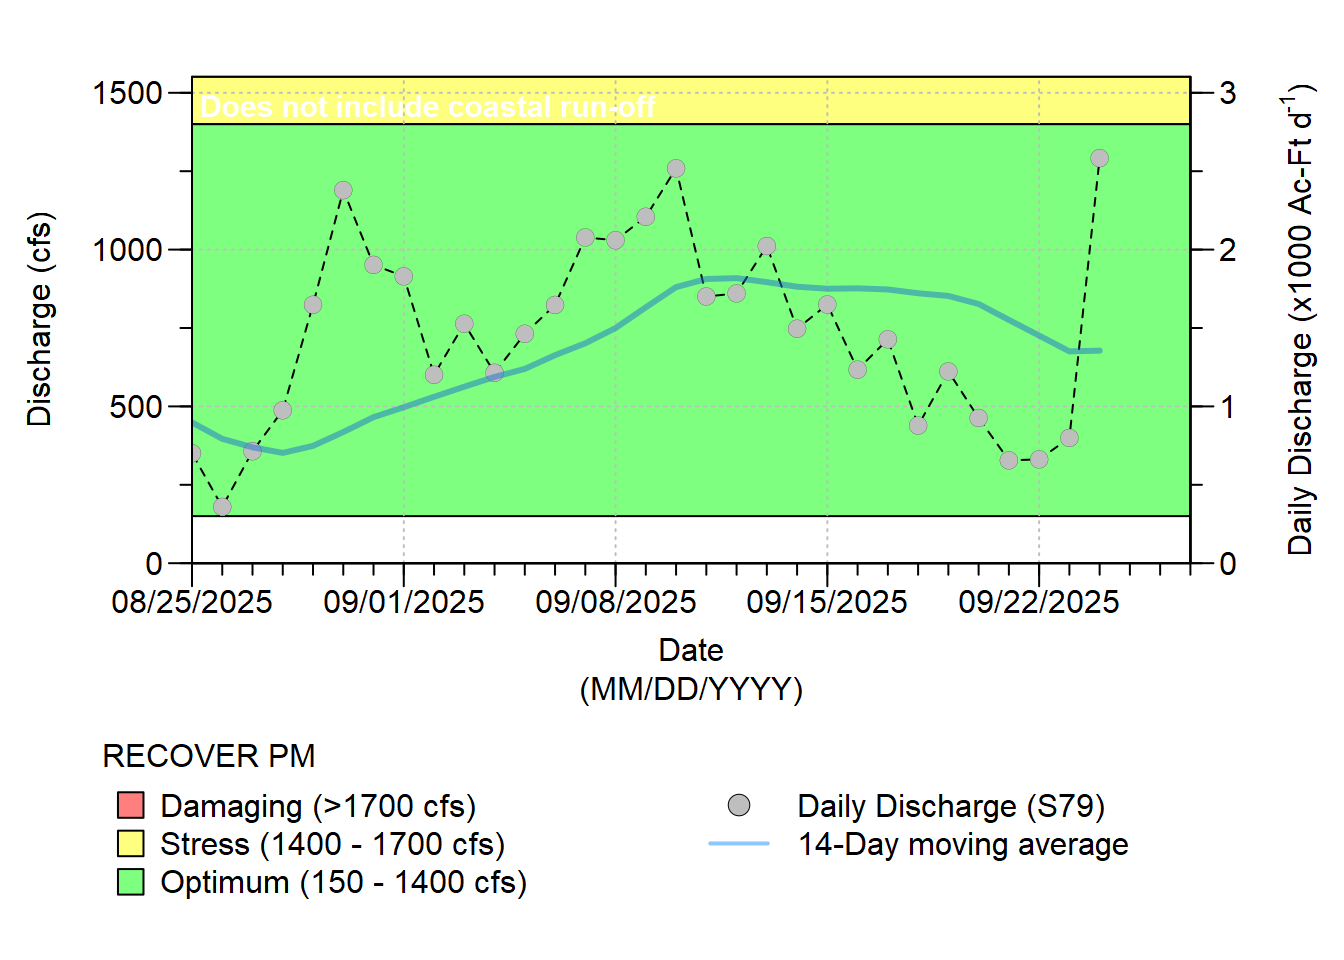 Does not include coastal run-off
1500
1000
500
0
Discharge (cfs)
3
2
1
0
Daily Discharge (x1000 Ac-Ft d-1)
08/25/2025 09/01/2025 09/08/2025 09/15/2025 09/22/2025
Date
(MM/DD/YYYY)
RECOVER PM
Damaging (>1700 cfs)
Stress (1400 - 1700 cfs)
Optimum (150 - 1400 cfs)
Daily Discharge (S79)
14-Day moving average